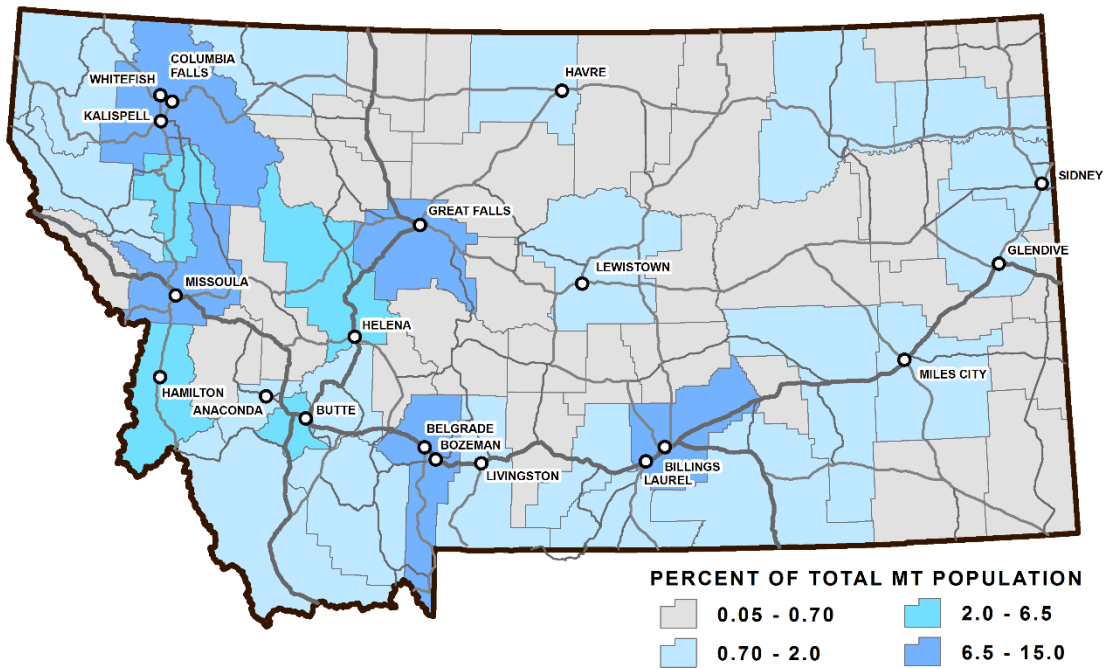 COLUMBIA
FALLS
WHITEFISH
KALISPELL
HAVRE
SIDNEY
GREAT FALLS
GLENDIVE
LEWISTOWN
MISSOULA
HELENA
MILES CITY
HAMILTON
ANACONDA
BUTTE
BELGRADE
BOZEMAN
LIVINGSTON
BILLINGS
LAUREL
PERCENT OF TOTAL MT POPULATION
0.05 - 0.70
2.0 - 6.5
0.70 - 2.0
6.5 - 15.0